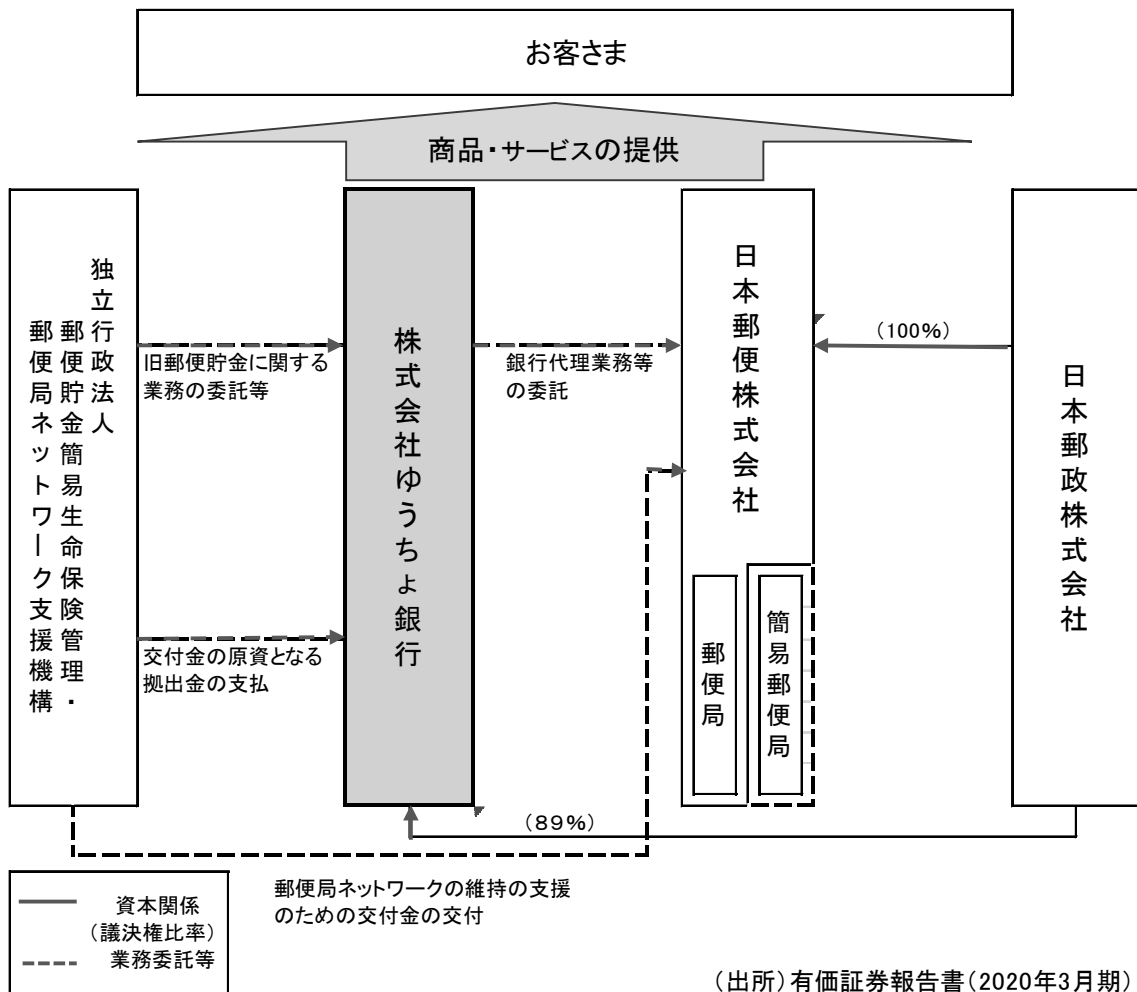 お客さま
商品・サービスの提供
独立行政法人
郵便貯金簡易生命保険管理・
郵便局ネットワーク支援機構
旧郵便貯金に関する
業務の委託等
交付金の原資となる
拠出金の支払
株式会社ゆうちょ銀行
銀行代理業務等
の委託
日本郵便株式会社
郵便局
簡易郵便局
（100%）
日本郵政株式会社
（89%）
郵便局ネットワークの維持の支援
のための交付金の交付
資本関係
（議決権比率）
業務委託等
（出所）有価証券報告書（2020年3月期）